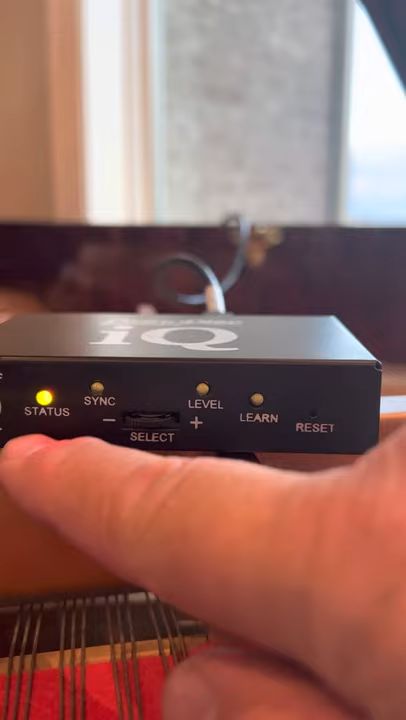 iQ
STATUS
SYNC
LEVEL
LEARN
RESET
− SELECT +